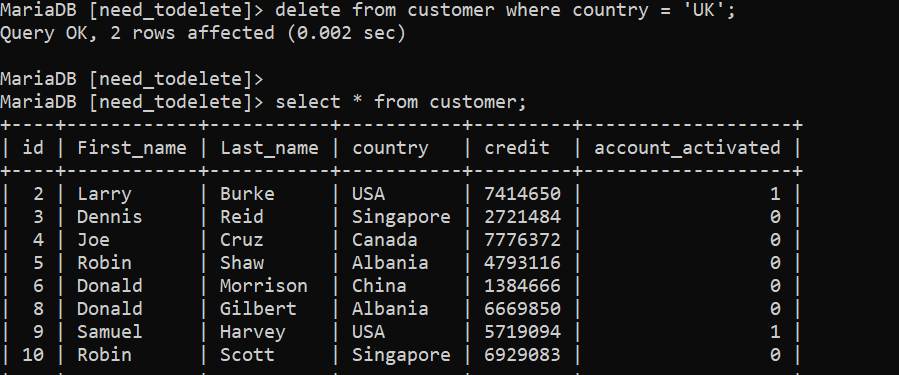 MariaDB [need_todelete]> delete from customer where country = 'UK';
Query OK, 2 rows affected (0.002 sec)
MariaDB [need_todelete]>
MariaDB [need_todelete]> select * from customer;
+----+------------+-----------+-----------+---------+-------------------+
| id | First_name | Last_name | country   | credit  | account_activated |
+----+------------+-----------+-----------+---------+-------------------+
|  2 | Larry      | Burke     | USA       | 7414650 |                 1 |
|  3 | Dennis     | Reid      | Singapore | 2721484 |                 0 |
|  4 | Joe        | Cruz      | Canada    | 7776372 |                 0 |
|  5 | Robin      | Shaw      | Albania   | 4793116 |                 0 |
|  6 | Donald     | Morrison  | China     | 1384666 |                 0 |
|  8 | Donald     | Gilbert   | Albania   | 6669850 |                 0 |
|  9 | Samuel     | Harvey    | USA       | 5719094 |                 1 |
| 10 | Robin      | Scott     | Singapore | 6929083 |                 0 |